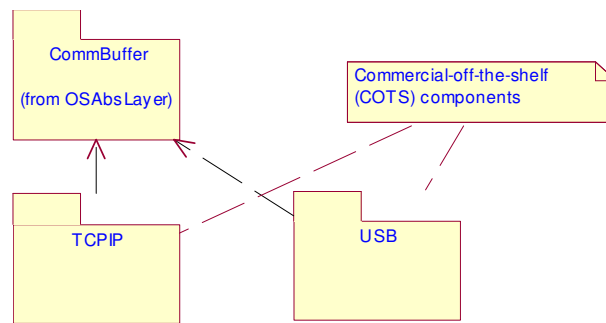 CommBuffer
(from OSAbsLayer)
Commercial-off-the-shelf
(COTS) components
TCPIP
USB